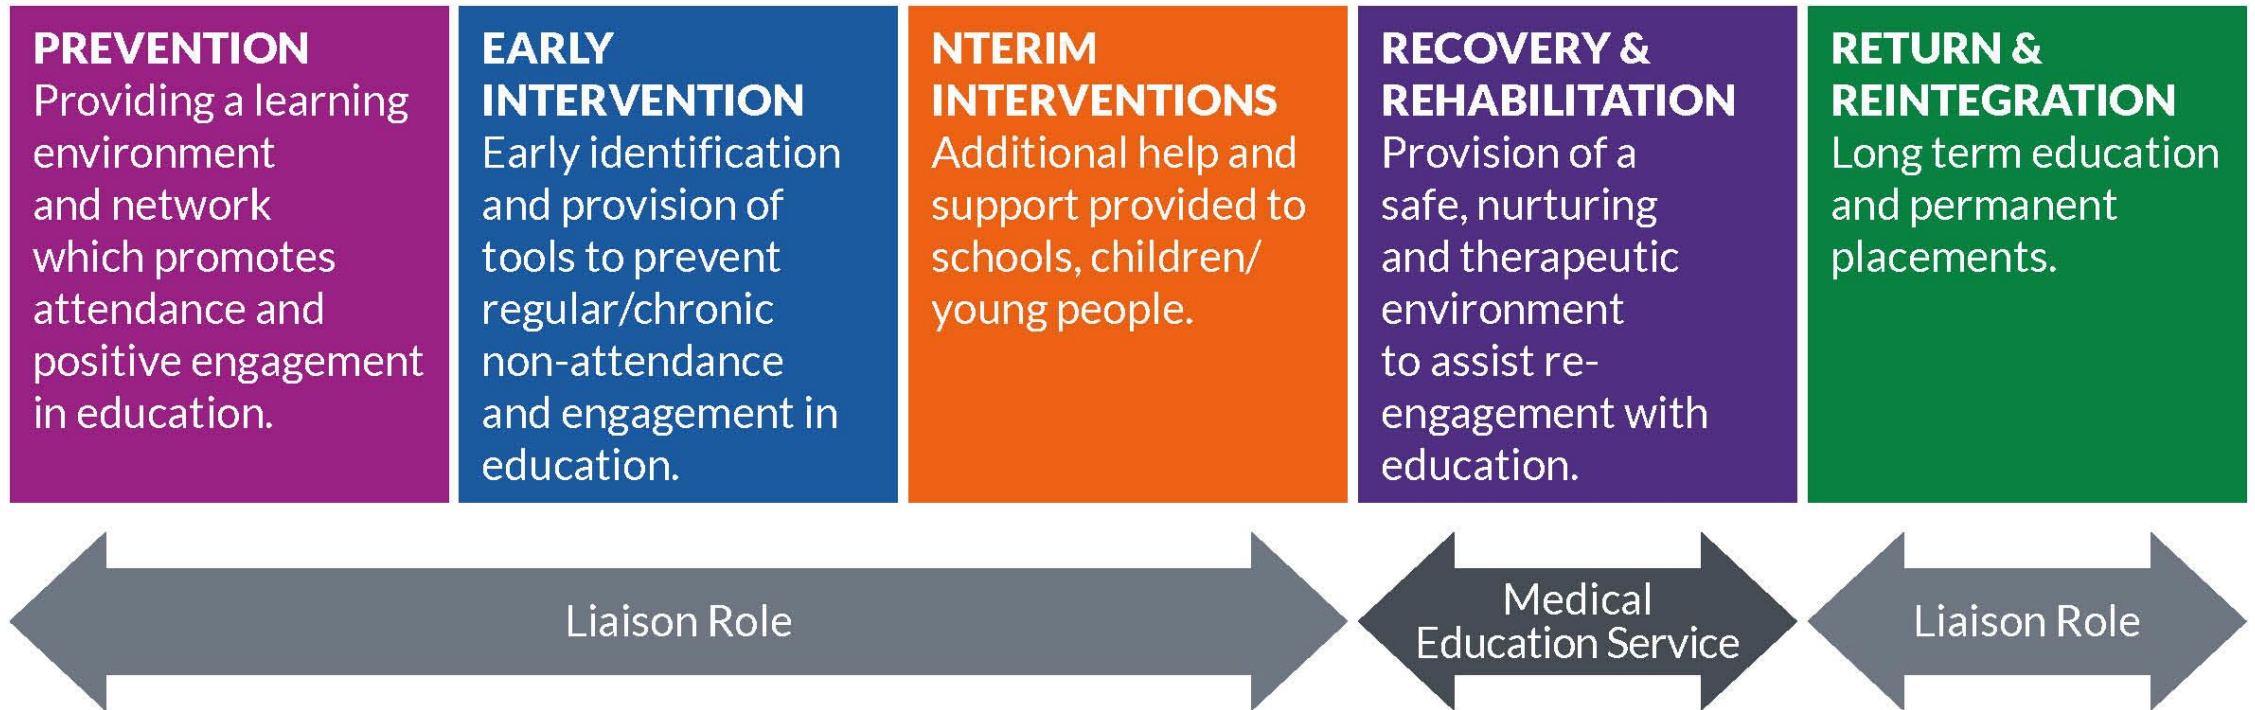 PREVENTION
Providing a learning
environment
and network
which promotes
attendance and
positive engagement
in education.
EARLY
INTERVENTION
Early identification
and provision of
tools to prevent
regular/chronic
non-attendance
and engagement in
education.
NTERIM
INTERVENTIONS
Additional help and
support provided to
schools, children/
young people.
RECOVERY &
REHABILITATION
Provision of a
safe, nurturing
and therapeutic
environment
to assist re-
engagement with
education.
RETURN &
REINTEGRATION
Long term education
and permanent
placements.
Liaison Role
Medical
Education Service
Liaison Role